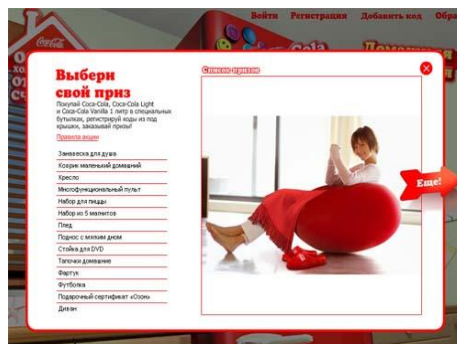 Войти Регистрация Добавить код
Coca-Cola
Выбери
свой приз
Покупай Coca-Cola, Coca-Cola Light
и Coca-Cola Vanilla 1 литр в специальных
бутылках, регистрируй коды из под
крышки, заказывай призы!
Правила акции
Занавеска для душа
Коврик маленький домашний
Кресло
Многофункциональный пульт
Набор для пиццы
Набор из 5 магнитов
Плед
Поднос с мягким дном
Стойка для DVD
Тапочки домашние
Фартук
Футболка
Подарочный сертификат «Озон»
Диван
Список призов
Еще!